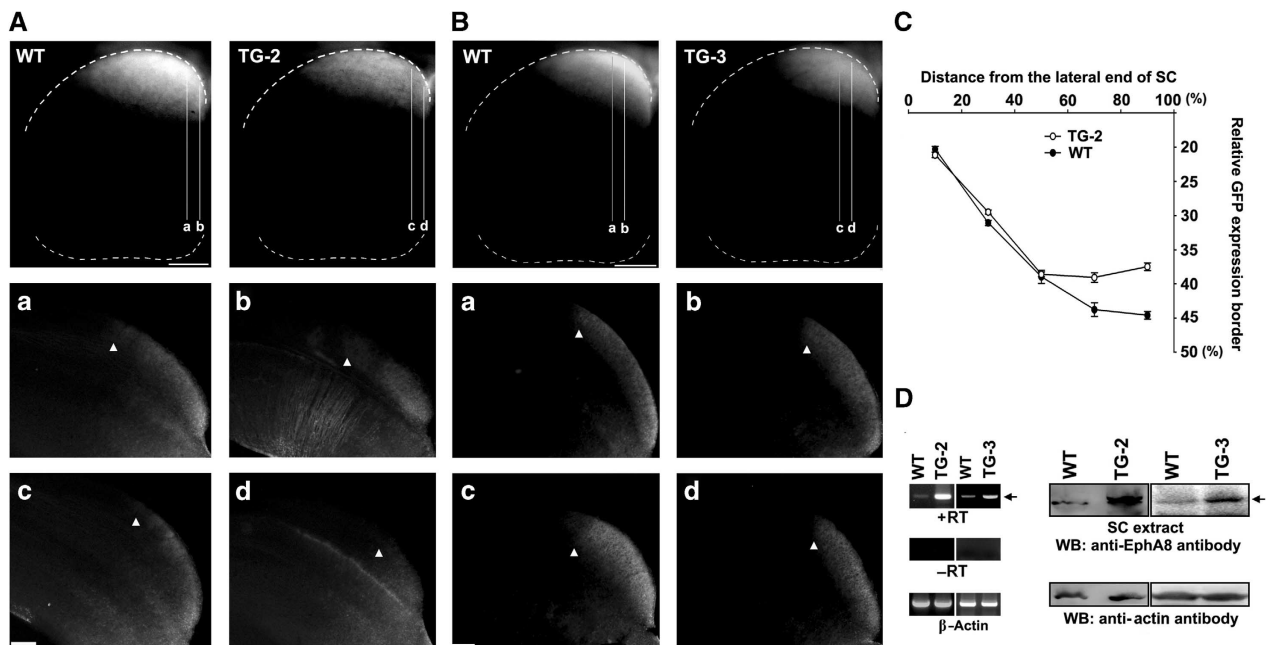 A
B
C
WT
TG-2
WT
TG-3
a b
c d
a b
c d
a
b
a
b
c
d
c
d
Distance from the lateral end of SC
0 20 40 60 80 100 (%)
TG-2
WT
20
25
30
35
40
45
50 (%)
Relative GFP expression border
D
WT TG-2 WT TG-3
+RT
–RT
β-Actin
WT TG-2 WT TG-3
SC extract
WB: anti-EphA8 antibody
WB: anti-actin antibody